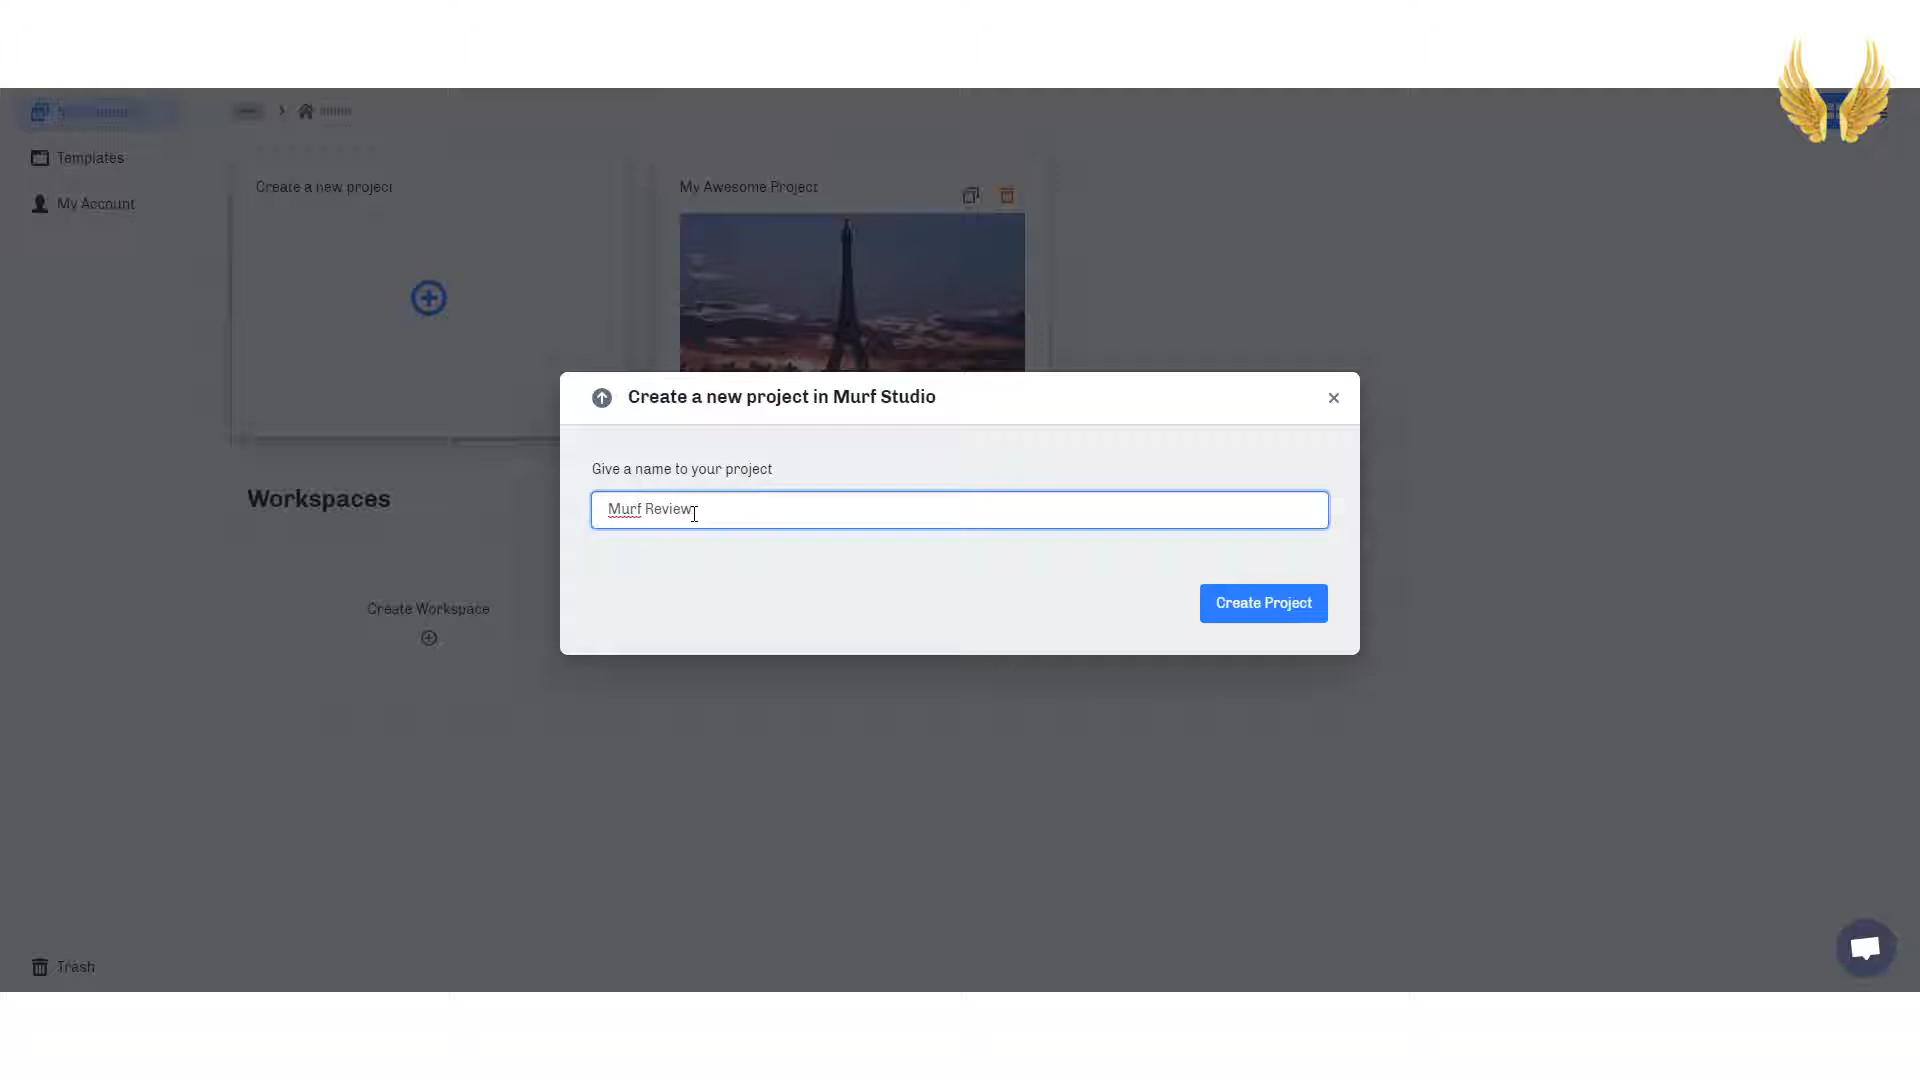 Templates
My Account
Create a new project
My Awesome Project
Create a new project in Murf Studio
Give a name to your project
Murf Review
Create Project
Workspaces
Create Workspace
Trash